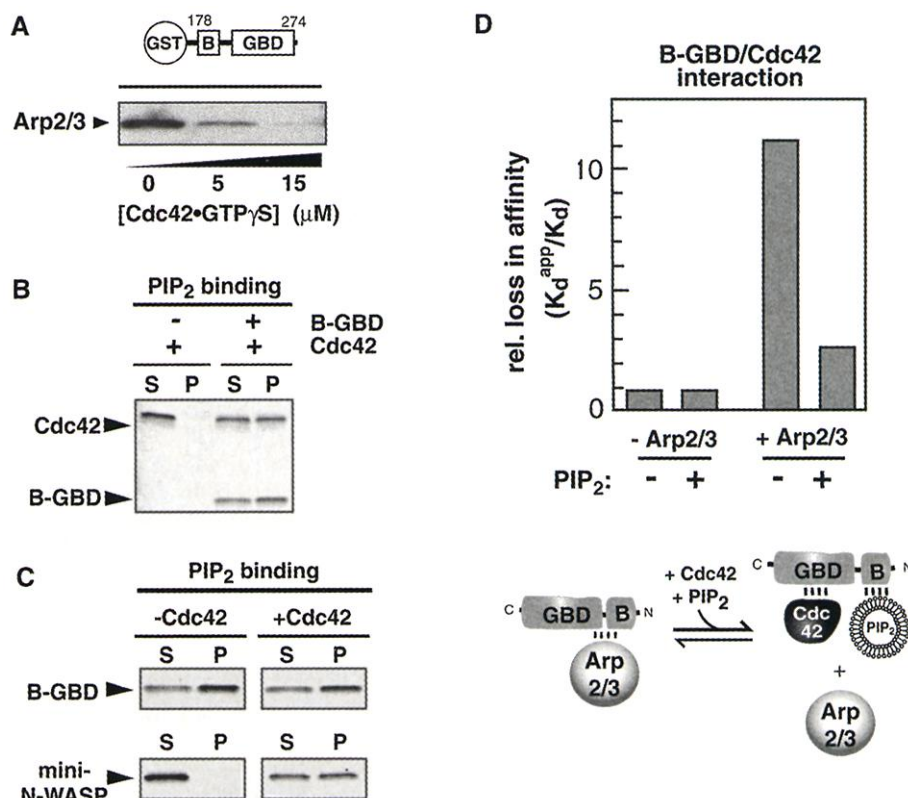 A
178
274
GST
B
GBD
Arp2/3
0 5 15
[Cdc42•GTPγS] (μM)
B
PIP2 binding
- + B-GBD
+ + Cdc42
S P S P
Cdc42
B-GBD
C
PIP2 binding
-Cdc42 +Cdc42
S P S P
B-GBD
S P S P
mini-
N-WASP
D
B-GBD/Cdc42
interaction
rel. loss in affinity
(Kd^app/Kd)
10
5
0
- Arp2/3 + Arp2/3
PIP2: - + - +
C GBD B N
Arp
2/3
+ Cdc42
+ PIP2
C GBD B N
Cdc
42
PIP2
+
Arp
2/3